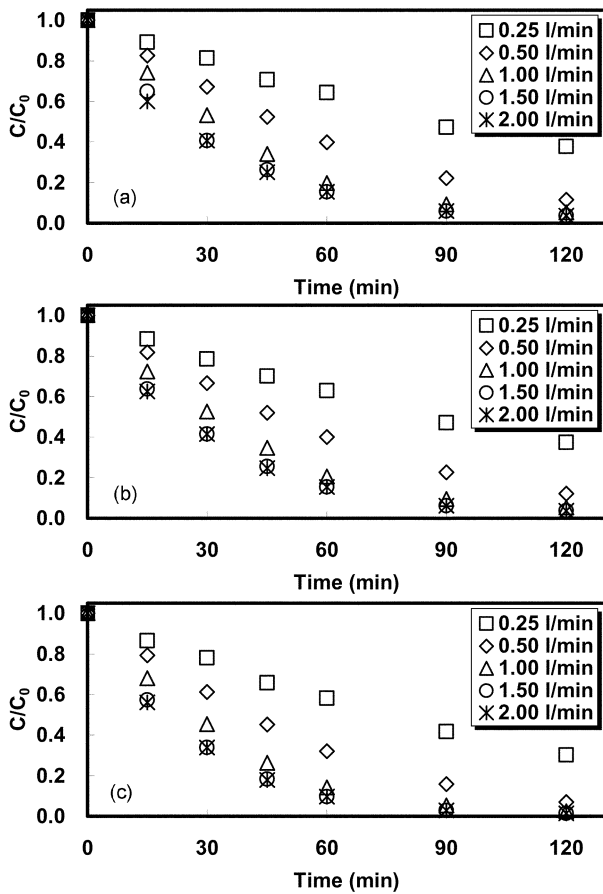 1.0
0.8
0.6
0.4
0.2
0.0
C/C0
(a)
0.25 l/min
0.50 l/min
1.00 l/min
1.50 l/min
2.00 l/min
0 30 60 90 120
Time (min)
1.0
0.8
0.6
0.4
0.2
0.0
C/C0
(b)
0.25 l/min
0.50 l/min
1.00 l/min
1.50 l/min
2.00 l/min
0 30 60 90 120
Time (min)
1.0
0.8
0.6
0.4
0.2
0.0
C/C0
(c)
0.25 l/min
0.50 l/min
1.00 l/min
1.50 l/min
2.00 l/min
0 30 60 90 120
Time (min)